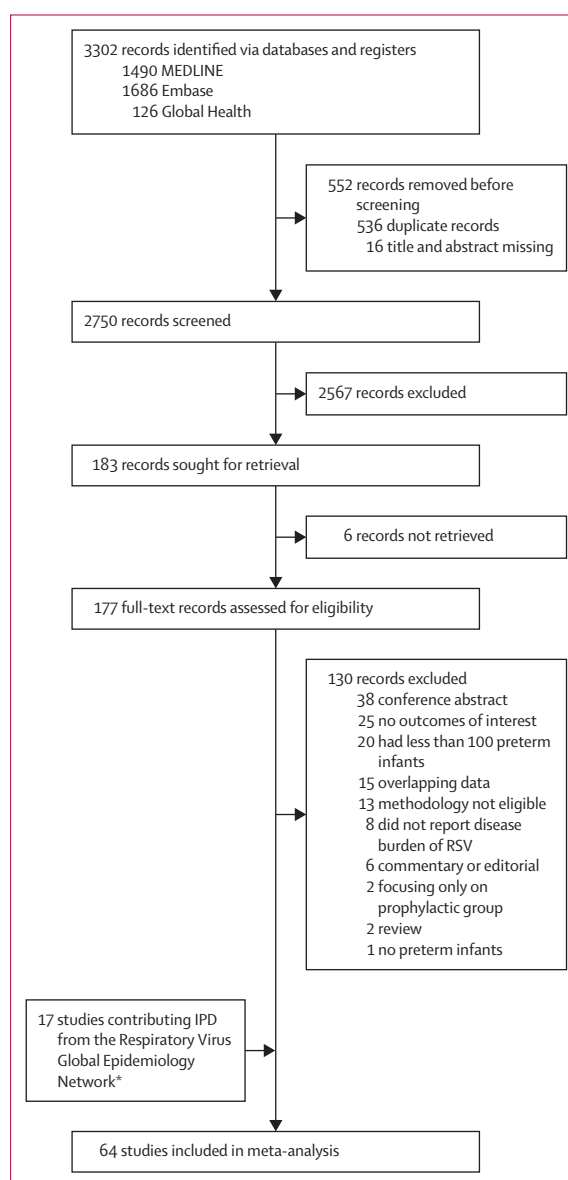 3302 records identified via databases and registers
1490 MEDLINE
1686 Embase
126 Global Health
552 records removed before
screening
536 duplicate records
16 title and abstract missing
2750 records screened
2567 records excluded
183 records sought for retrieval
6 records not retrieved
177 full-text records assessed for eligibility
130 records excluded
38 conference abstract
25 no outcomes of interest
20 had less than 100 preterm
infants
15 overlapping data
13 methodology not eligible
8 did not report disease
burden of RSV
6 commentary or editorial
2 focusing only on
prophylactic group
2 review
1 no preterm infants
17 studies contributing IPD
from the Respiratory Virus
Global Epidemiology
Network*
64 studies included in meta-analysis